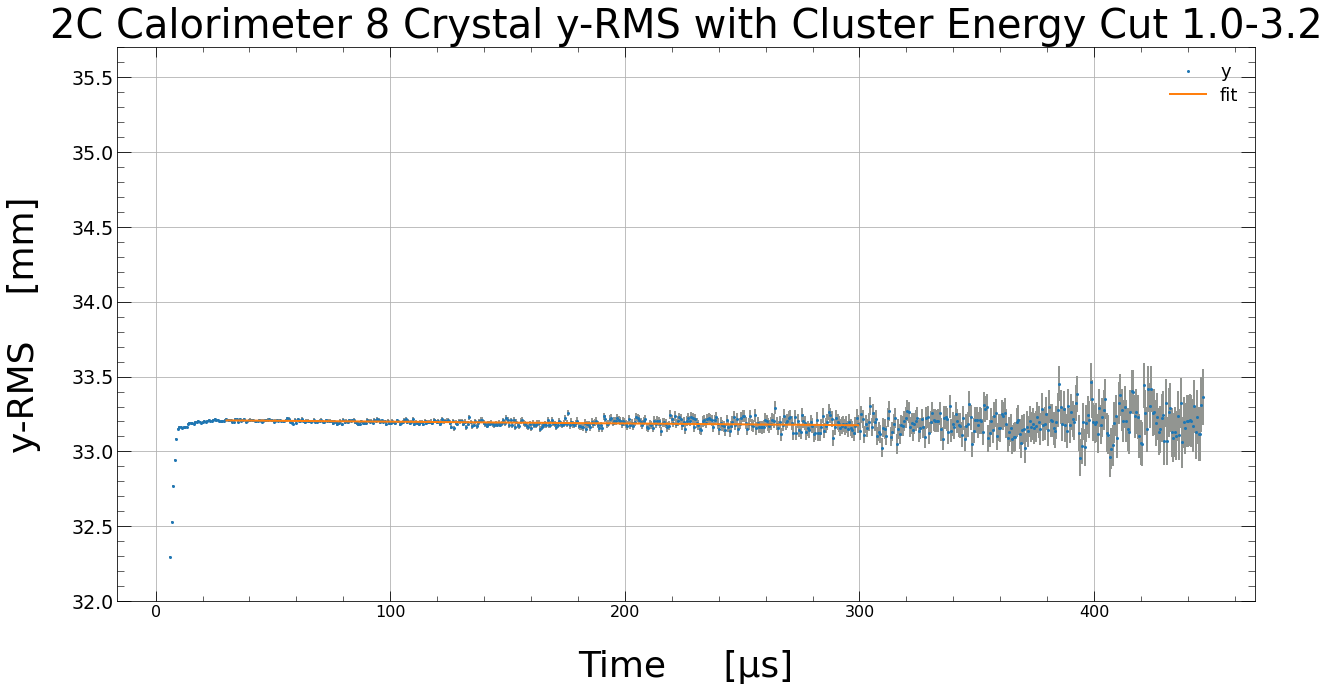 2C Calorimeter 8 Crystal y-RMS with Cluster Energy Cut 1.0-3.2
y
fit
35.5
35.0
34.5
34.0
33.5
33.0
32.5
32.0
y-RMS [mm]
0 100 200 300 400
Time [μs]